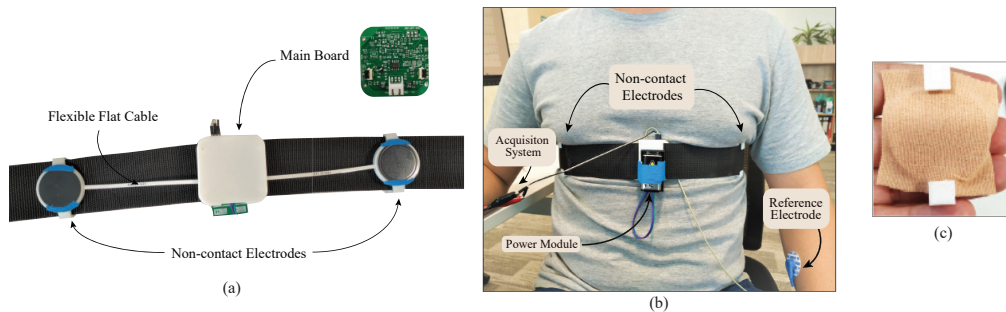 Main Board
Flexible Flat Cable
Non-contact Electrodes
(a)
Non-contact
Electrodes
Acquisiton
System
Reference
Electrode
Power Module
(b)
(c)